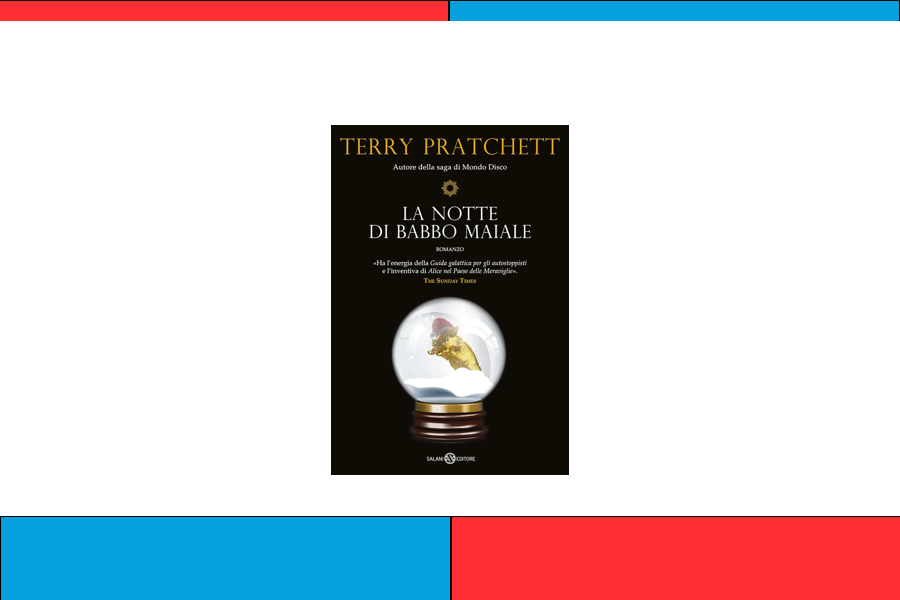 TERRY PRATCHETT
Autore della saga di Mondo Disco
LA NOTTE
DI BABBO MAIALE
ROMANZO
«Ha l'energia della Guida galattica per gli autostoppisti
e l'inventiva di Alice nel Paese delle Meraviglie».
THE SUNDAY TIMES
SALANI EDITORE